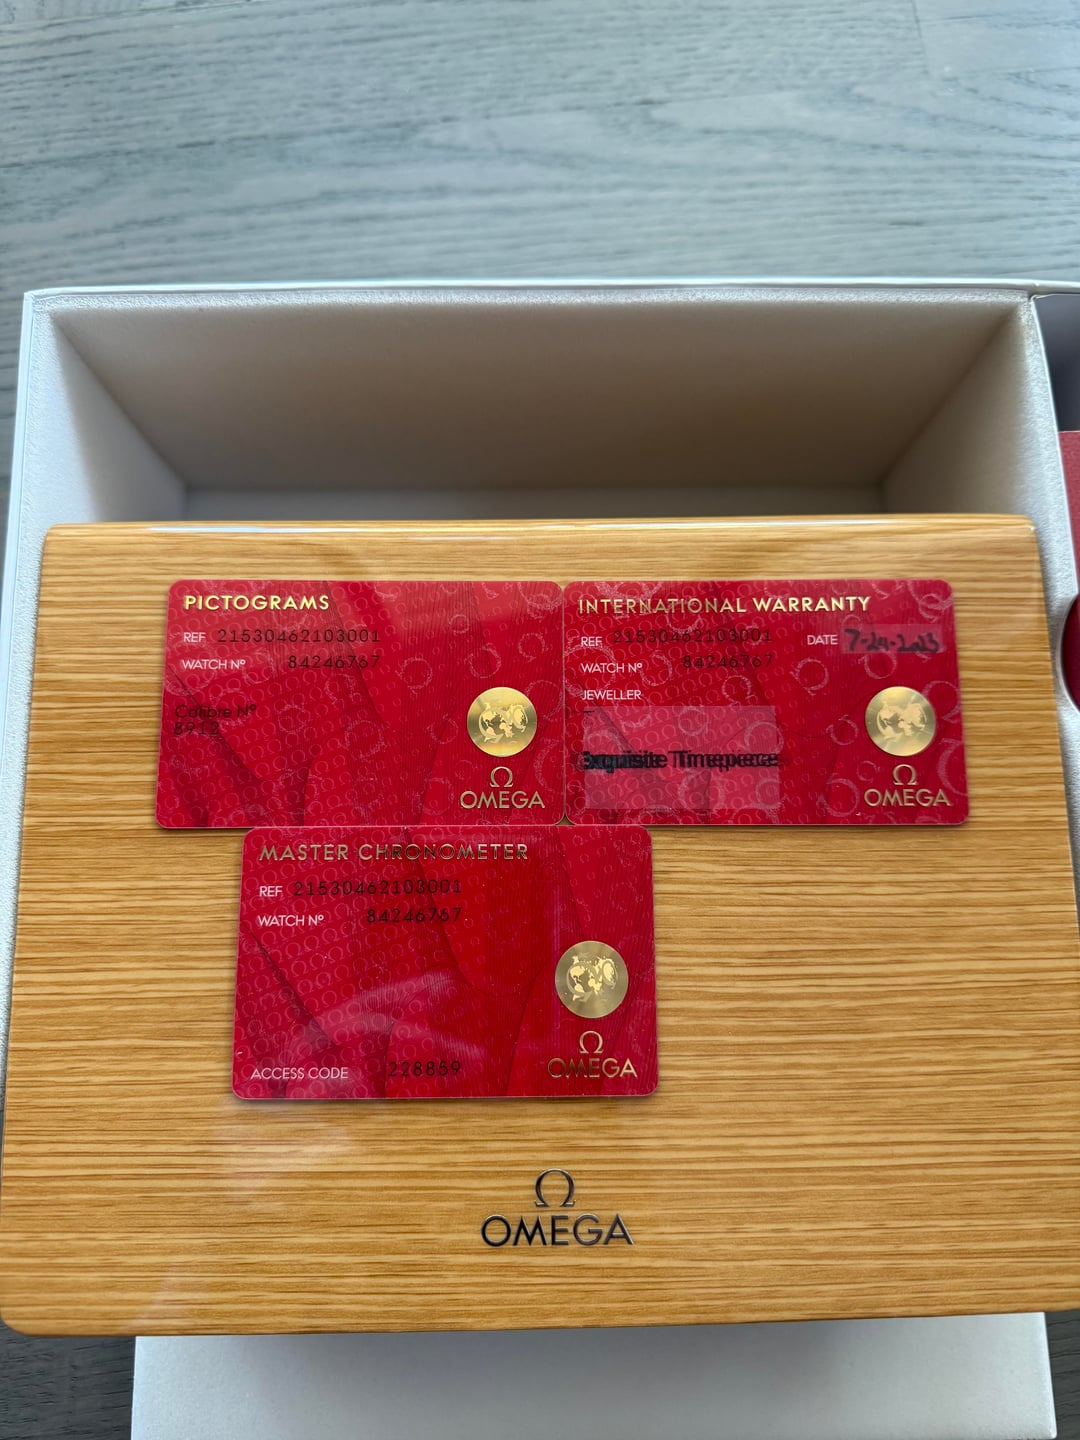 PICTOGRAMS
REF 21530462103001
WATCH Nº 84246767
Calibre Nº
8912
Ω
OMEGA
INTERNATIONAL WARRANTY
REF 21530462103001
DATE 7-24-2023
WATCH Nº 84246767
JEWELLER
Exquisite Timepieces
Ω
OMEGA
MASTER CHRONOMETER
REF 21530462103001
WATCH Nº 84246767
ACCESS CODE 228859
Ω
OMEGA
Ω
OMEGA